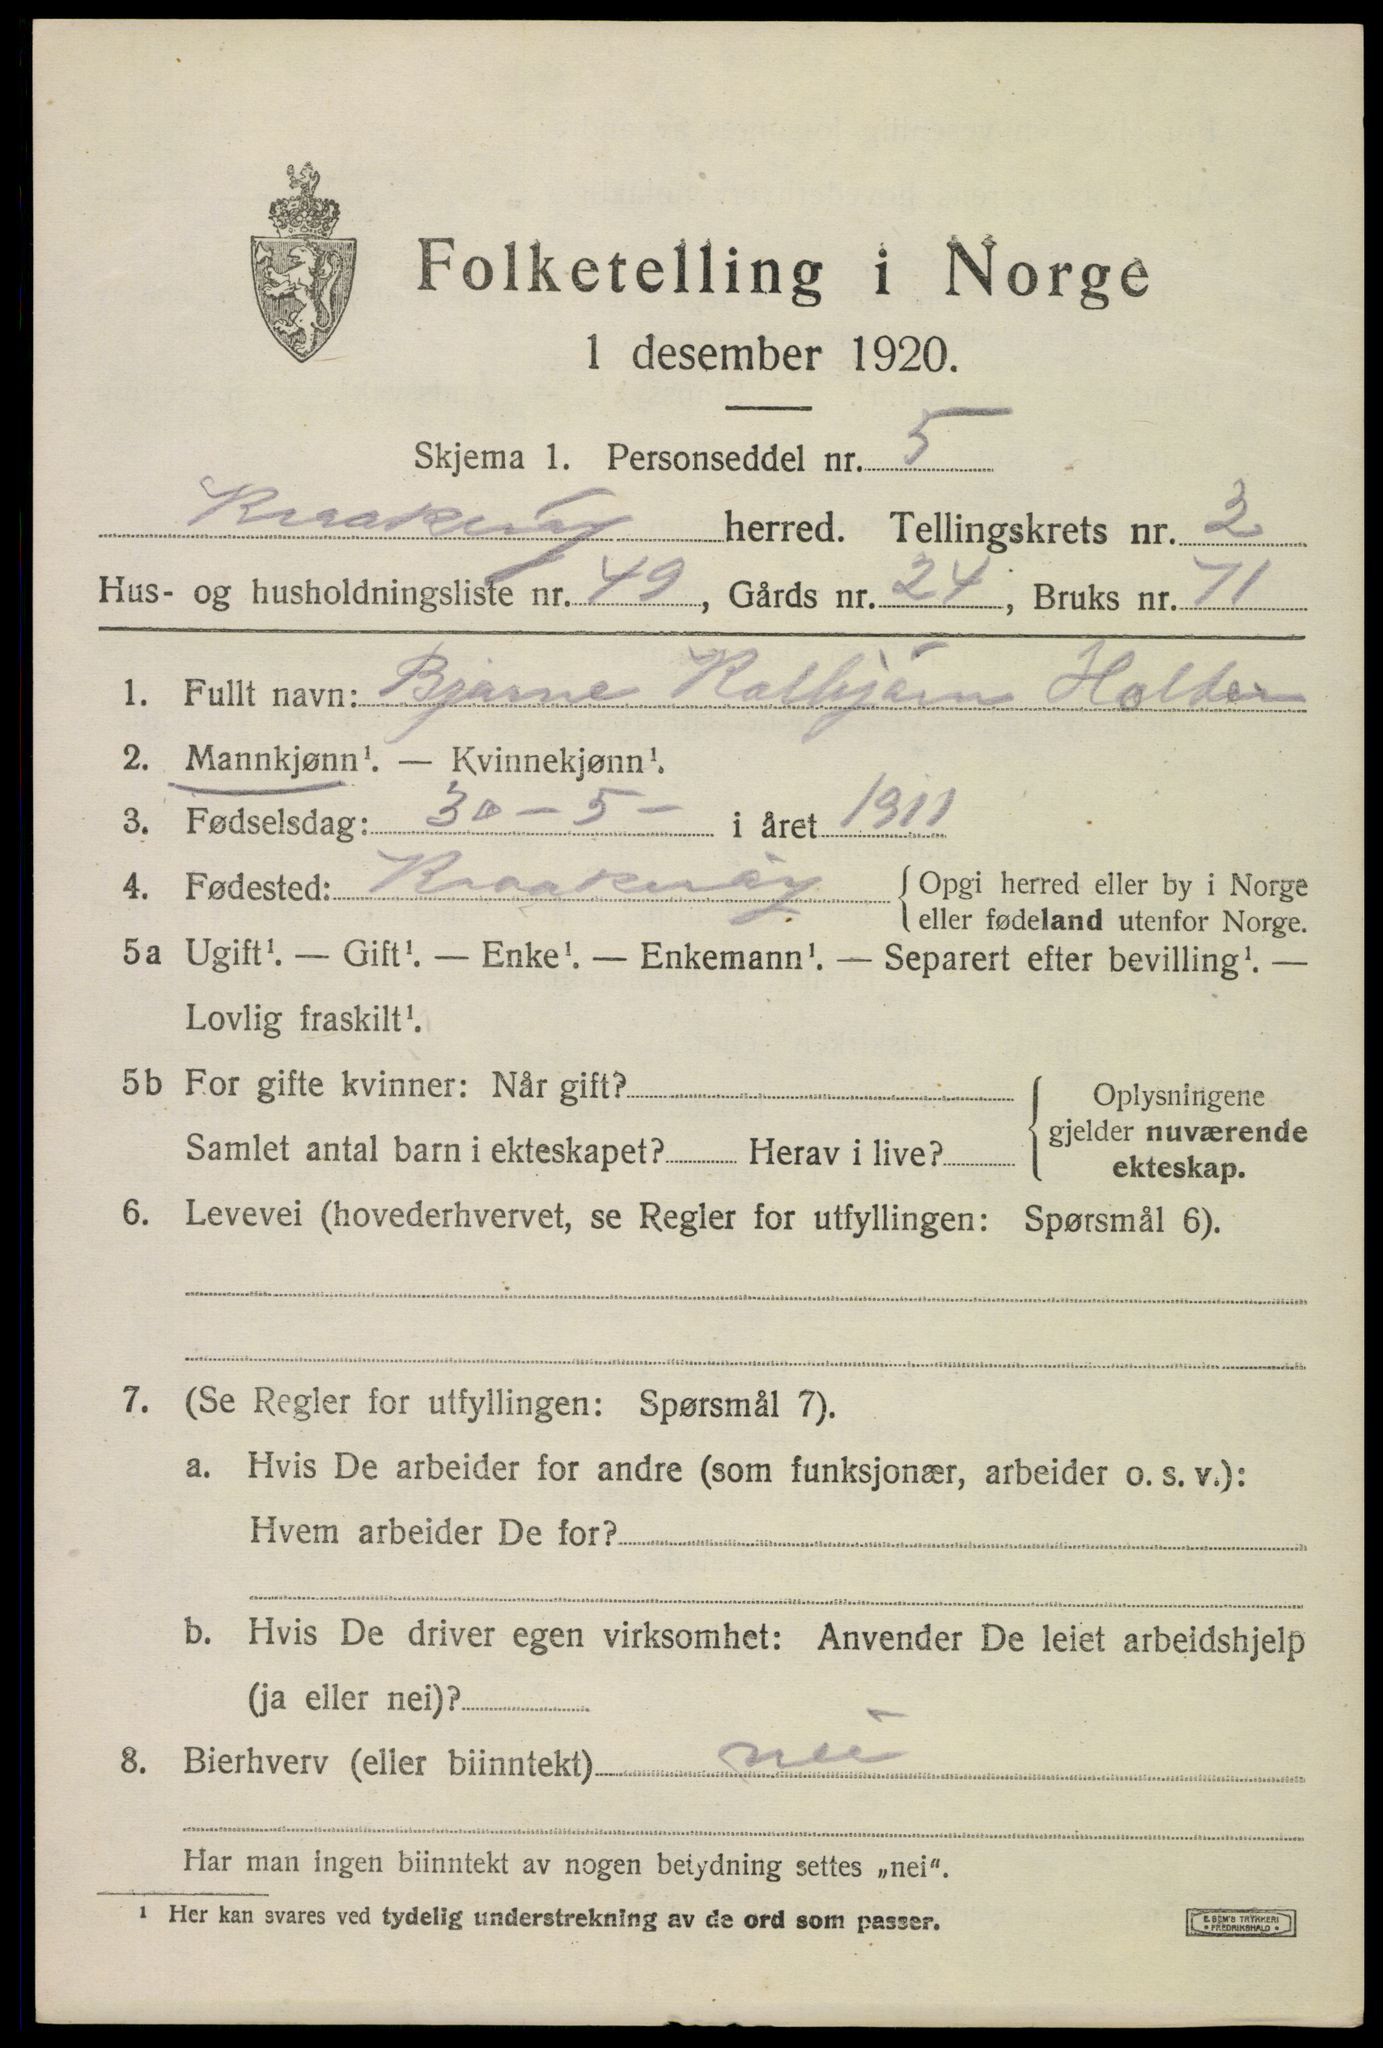 Folketelling i Norge
1 desember 1920.
Skjema 1. Personseddel nr. 5
Kraakerøy herred. Tellingskrets nr. 2
Hus- og husholdningsliste nr. 49, Gårds nr. 24, Bruks nr. 71
1. Fullt navn: Bjarne Kolbjørn Holter
2. Mannkjønn¹. — Kvinnekjønn¹.
3. Fødselsdag: 30 – 5 – i året 1911
4. Fødested: Kraakerøy { Opgi herred eller by i Norge
eller fødeland utenfor Norge.
5a Ugift¹. — Gift¹. — Enke¹. — Enkemann¹. — Separert efter bevilling¹. —
Lovlig fraskilt¹.
5b For gifte kvinner: Når gift? { Oplysningene
gjelder nuværende
Samlet antal barn i ekteskapet? Herav i live? ekteskap.
6. Levevei (hovederhvervet, se Regler for utfyllingen: Spørsmål 6).
7. (Se Regler for utfyllingen: Spørsmål 7).
a. Hvis De arbeider for andre (som funksjonær, arbeider o. s. v.):
Hvem arbeider De for?
b. Hvis De driver egen virksomhet: Anvender De leiet arbeidshjelp
(ja eller nei)?
8. Bierhverv (eller biinntekt) nei
Har man ingen biinntekt av nogen betydning settes „nei“.
¹ Her kan svares ved tydelig understrekning av de ord som passer.
E. SEM'S TRYKKERI
• FREDRIKSHALD •